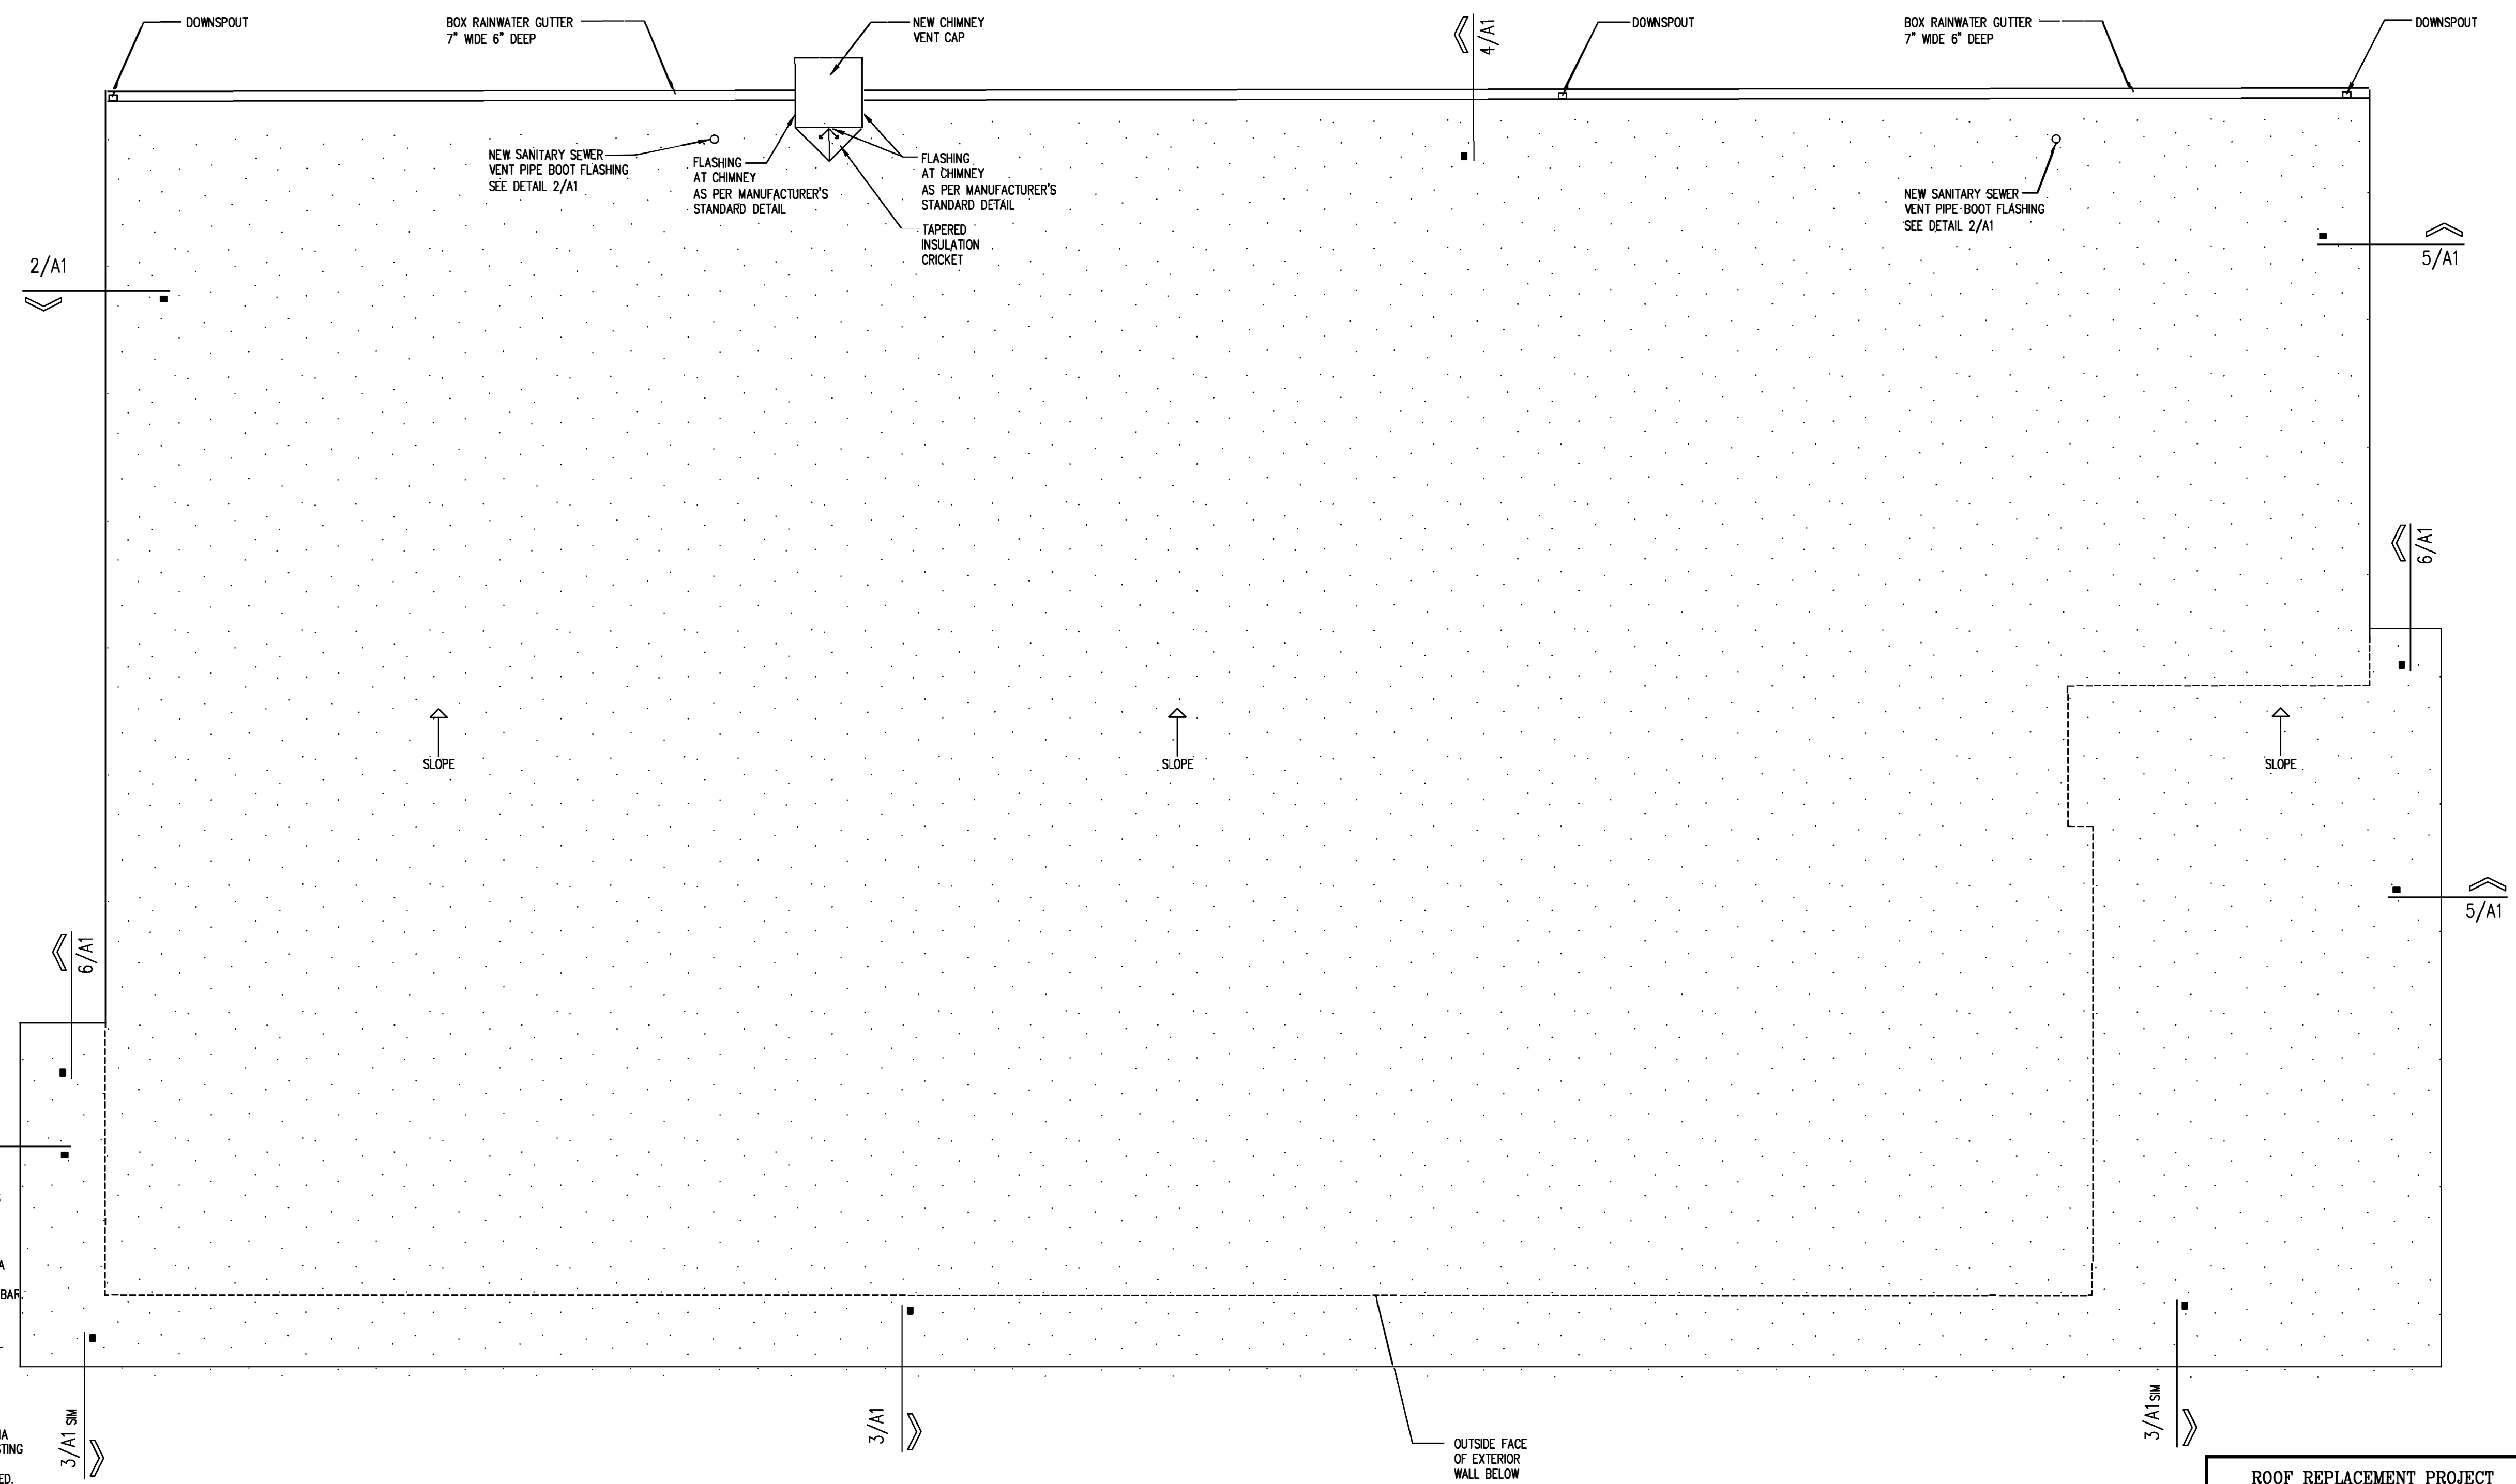 DOWNSPOUT
BOX RAINWATER GUTTER
7" WIDE 6" DEEP
NEW CHIMNEY
VENT CAP
4/A1
DOWNSPOUT
BOX RAINWATER GUTTER
7" WIDE 6" DEEP
DOWNSPOUT
NEW SANITARY SEWER
VENT PIPE BOOT FLASHING
SEE DETAIL 2/A1
FLASHING
AT CHIMNEY
AS PER MANUFACTURER'S
STANDARD DETAIL
FLASHING
AT CHIMNEY
AS PER MANUFACTURER'S
STANDARD DETAIL
TAPERED
INSULATION
CRICKET
NEW SANITARY SEWER
VENT PIPE BOOT FLASHING
SEE DETAIL 2/A1
2/A1
5/A1
6/A1
SLOPE
SLOPE
SLOPE
5/A1
6/A1
BAR.
3/A1 SIM
3/A1
3/A1 SIM
OUTSIDE FACE
OF EXTERIOR
WALL BELOW
ROOF REPLACEMENT PROJECT